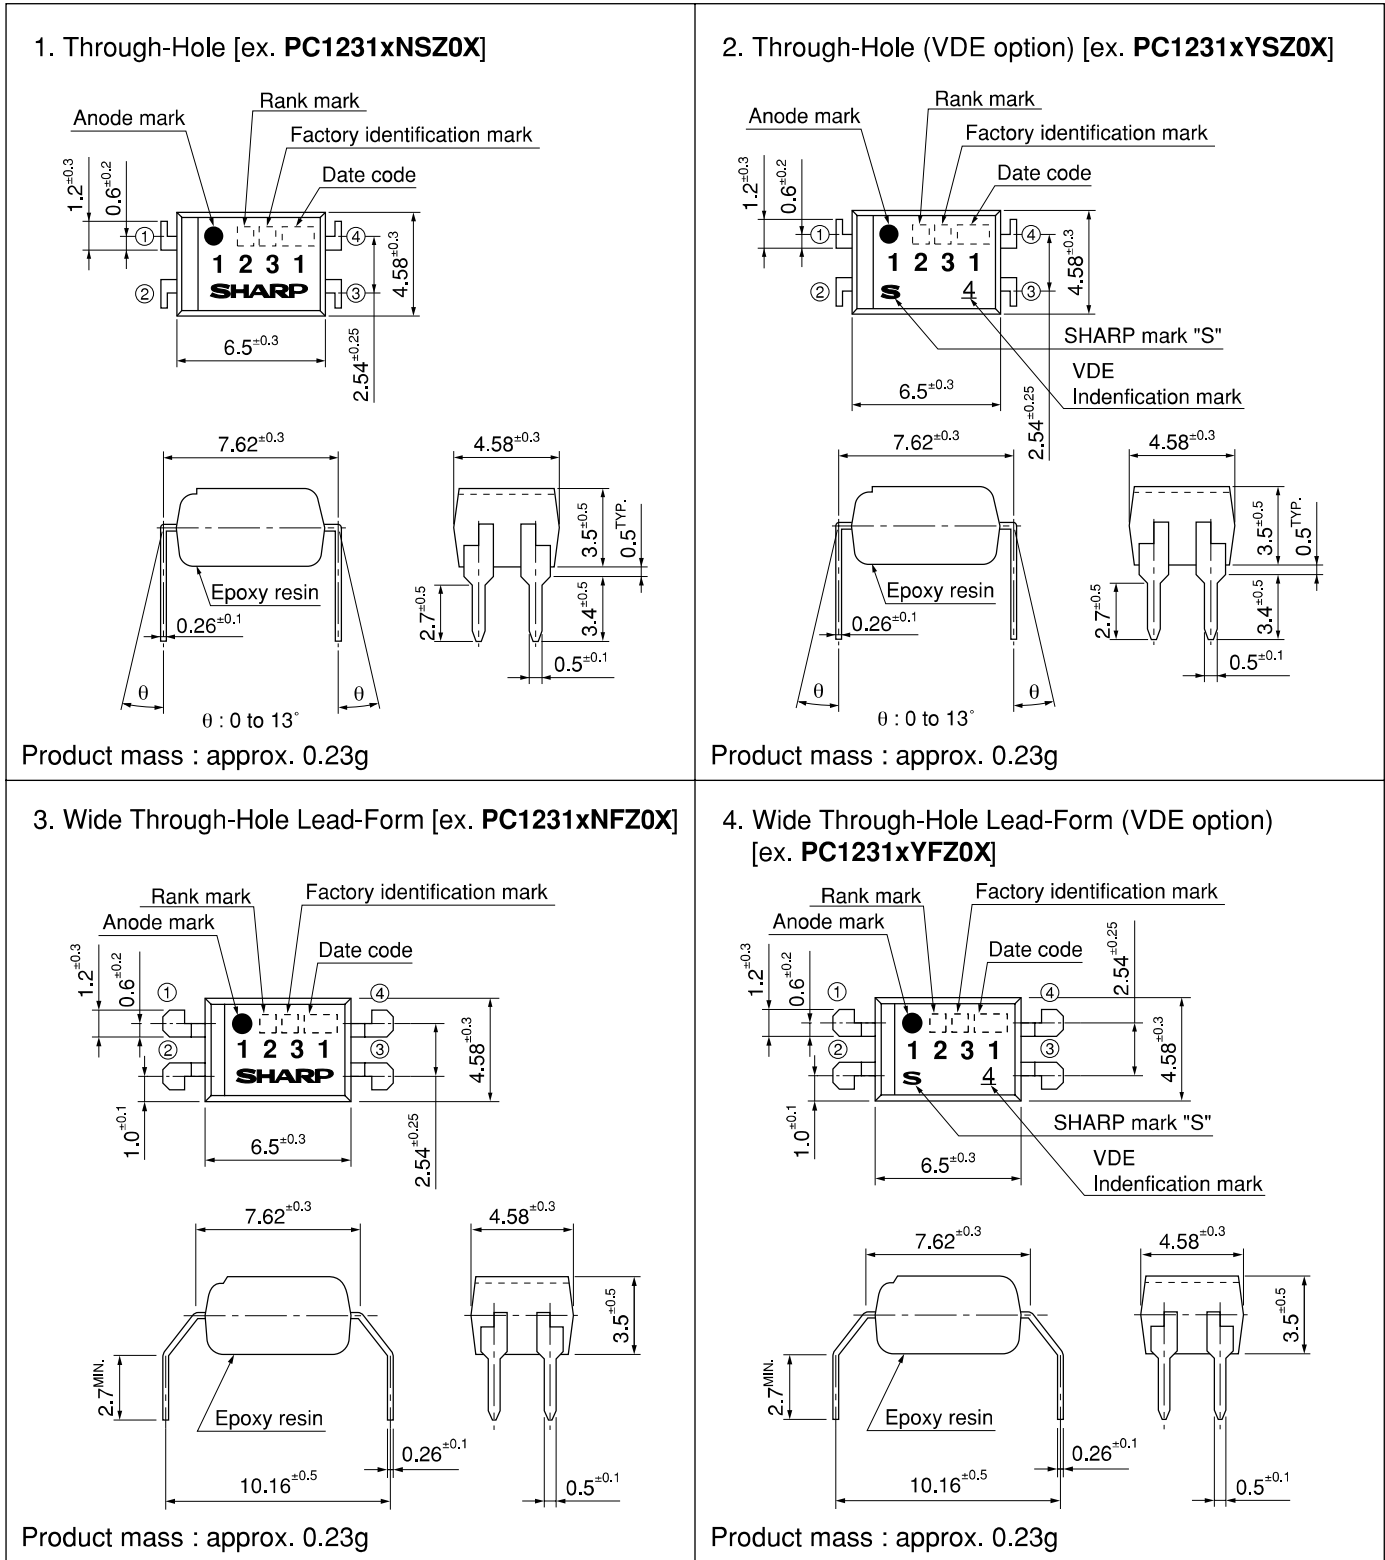 1. Through-Hole [ex. PC1231xNSZ0X]
Rank mark
Anode mark
Factory identification mark
Date code
1.2±0.3
0.6±0.2
① ④
1 2 3 1
② ③
SHARP
4.58±0.3
6.5±0.3
2.54±0.25
7.62±0.3
4.58±0.3
3.5±0.5
0.5TYP.
Epoxy resin
2.7±0.5
3.4±0.5
0.26±0.1
0.5±0.1
θ θ
θ : 0 to 13°
Product mass : approx. 0.23g
2. Through-Hole (VDE option) [ex. PC1231xYSZ0X]
Rank mark
Anode mark
Factory identification mark
Date code
1.2±0.3
0.6±0.2
① ④
1 2 3 1
② ③
S 4
4.58±0.3
SHARP mark "S"
VDE
Indenfication mark
6.5±0.3
2.54±0.25
7.62±0.3
4.58±0.3
3.5±0.5
0.5TYP.
Epoxy resin
2.7±0.5
3.4±0.5
0.26±0.1
0.5±0.1
θ θ
θ : 0 to 13°
Product mass : approx. 0.23g
3. Wide Through-Hole Lead-Form [ex. PC1231xNFZ0X]
Rank mark
Factory identification mark
Anode mark
Date code
1.2±0.3
0.6±0.2
① ④
1 2 3 1
② ③
SHARP
4.58±0.3
1.0±0.1
6.5±0.3
2.54±0.25
7.62±0.3
4.58±0.3
3.5±0.5
2.7MIN.
Epoxy resin
0.26±0.1
10.16±0.5
0.5±0.1
Product mass : approx. 0.23g
4. Wide Through-Hole Lead-Form (VDE option)
[ex. PC1231xYFZ0X]
Rank mark
Factory identification mark
Anode mark
Date code
1.2±0.3
0.6±0.2
2.54±0.25
① ④
1 2 3 1
② ③
S 4
4.58±0.3
1.0±0.1
SHARP mark "S"
6.5±0.3
VDE
Indenfication mark
7.62±0.3
4.58±0.3
3.5±0.5
2.7MIN.
Epoxy resin
0.26±0.1
10.16±0.5
0.5±0.1
Product mass : approx. 0.23g